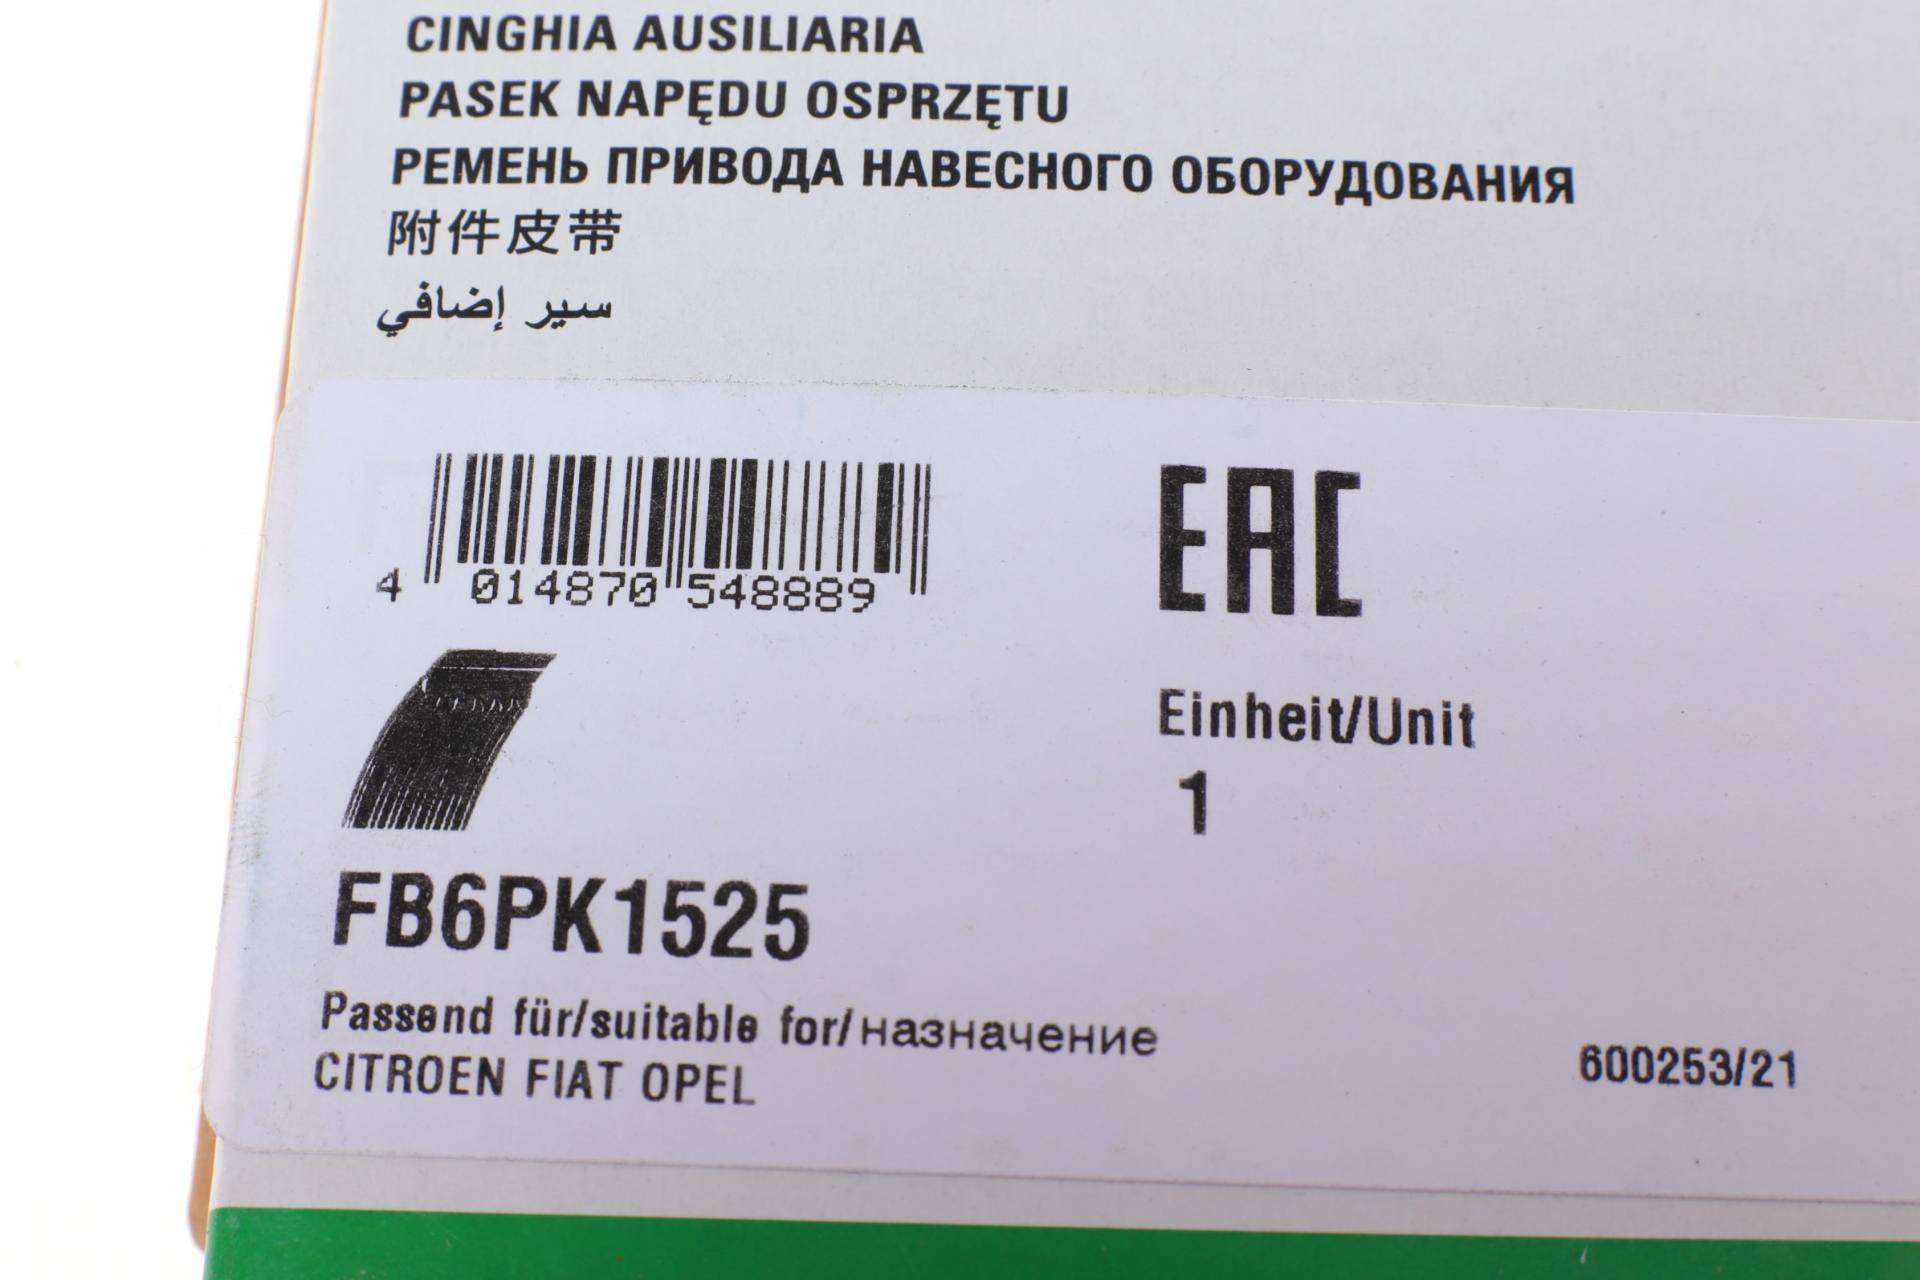 CINGHIA AUSILIARIA
PASEK NAPĘDU OSPRZĘTU
РЕМЕНЬ ПРИВОДА НАВЕСНОГО ОБОРУДОВАНИЯ
附件皮带
سير إضافي
4 014870 548889
EAC
Einheit/Unit
1
FB6PK1525
Passend für/suitable for/назначение
CITROEN FIAT OPEL
600253/21